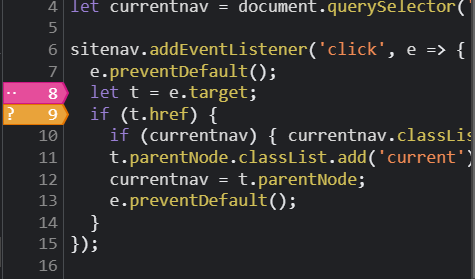 4 let currentnav = document.querySelector('
5
6 sitenav.addEventListener('click', e => {
7 e.preventDefault();
‥ 8 let t = e.target;
? 9 if (t.href) {
10 if (currentnav) { currentnav.classLis
11 t.parentNode.classList.add('current')
12 currentnav = t.parentNode;
13 e.preventDefault();
14 }
15 });
16